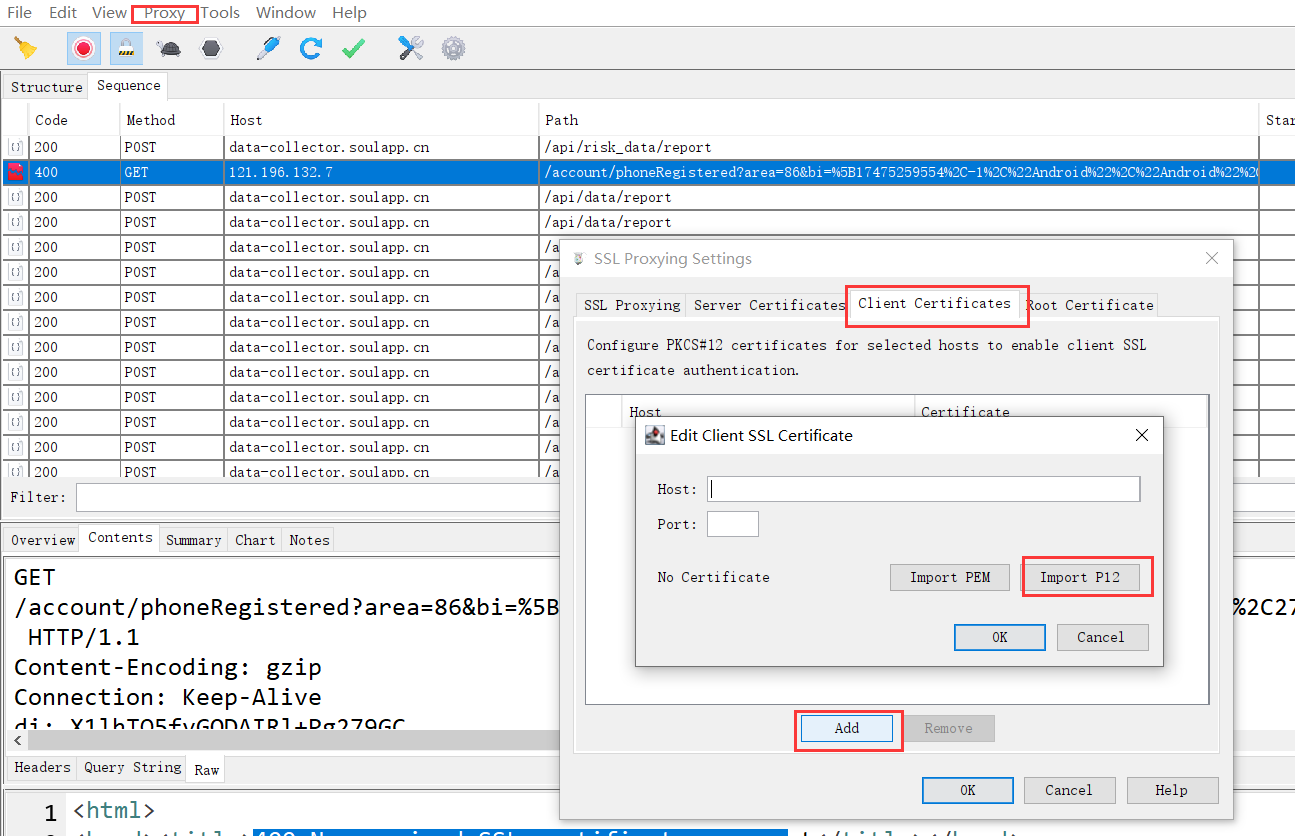 File Edit View Proxy Tools Window Help
Structure Sequence
Code Method Host Path Star
200 POST data-collector.soulapp.cn /api/risk_data/report
400 GET 121.196.132.7 /account/phoneRegistered?area=86&bi=%5B17475259554%2C-1%2C%22Android%22%2C%22Android%22%2
200 POST data-collector.soulapp.cn /api/data/report
200 POST data-collector.soulapp.cn /api/data/report
200 POST data-collector.soulapp.cn /a
200 POST data-collector.soulapp.cn /a
200 POST data-collector.soulapp.cn /a
200 POST data-collector.soulapp.cn /a
200 POST data-collector.soulapp.cn /a
200 POST data-collector.soulapp.cn /a
200 POST data-collector.soulapp.cn /a
200 POST data-collector.soulapp.cn /a
200 POST data-collector.soulapp.cn /a
200 POST data-collector.soulapp.cn /a
Filter:
Overview Contents Summary Chart Notes
GET
/account/phoneRegistered?area=86&bi=%5B %2C27
HTTP/1.1
Content-Encoding: gzip
Connection: Keep-Alive
Headers Query String Raw
1 <html>
SSL Proxying Settings
SSL Proxying Server Certificates Client Certificates Root Certificate
Configure PKCS#12 certificates for selected hosts to enable client SSL
certificate authentication.
Host Certificate
Edit Client SSL Certificate
Host:
Port:
No Certificate Import PEM Import P12
OK Cancel
Add Remove
OK Cancel Help